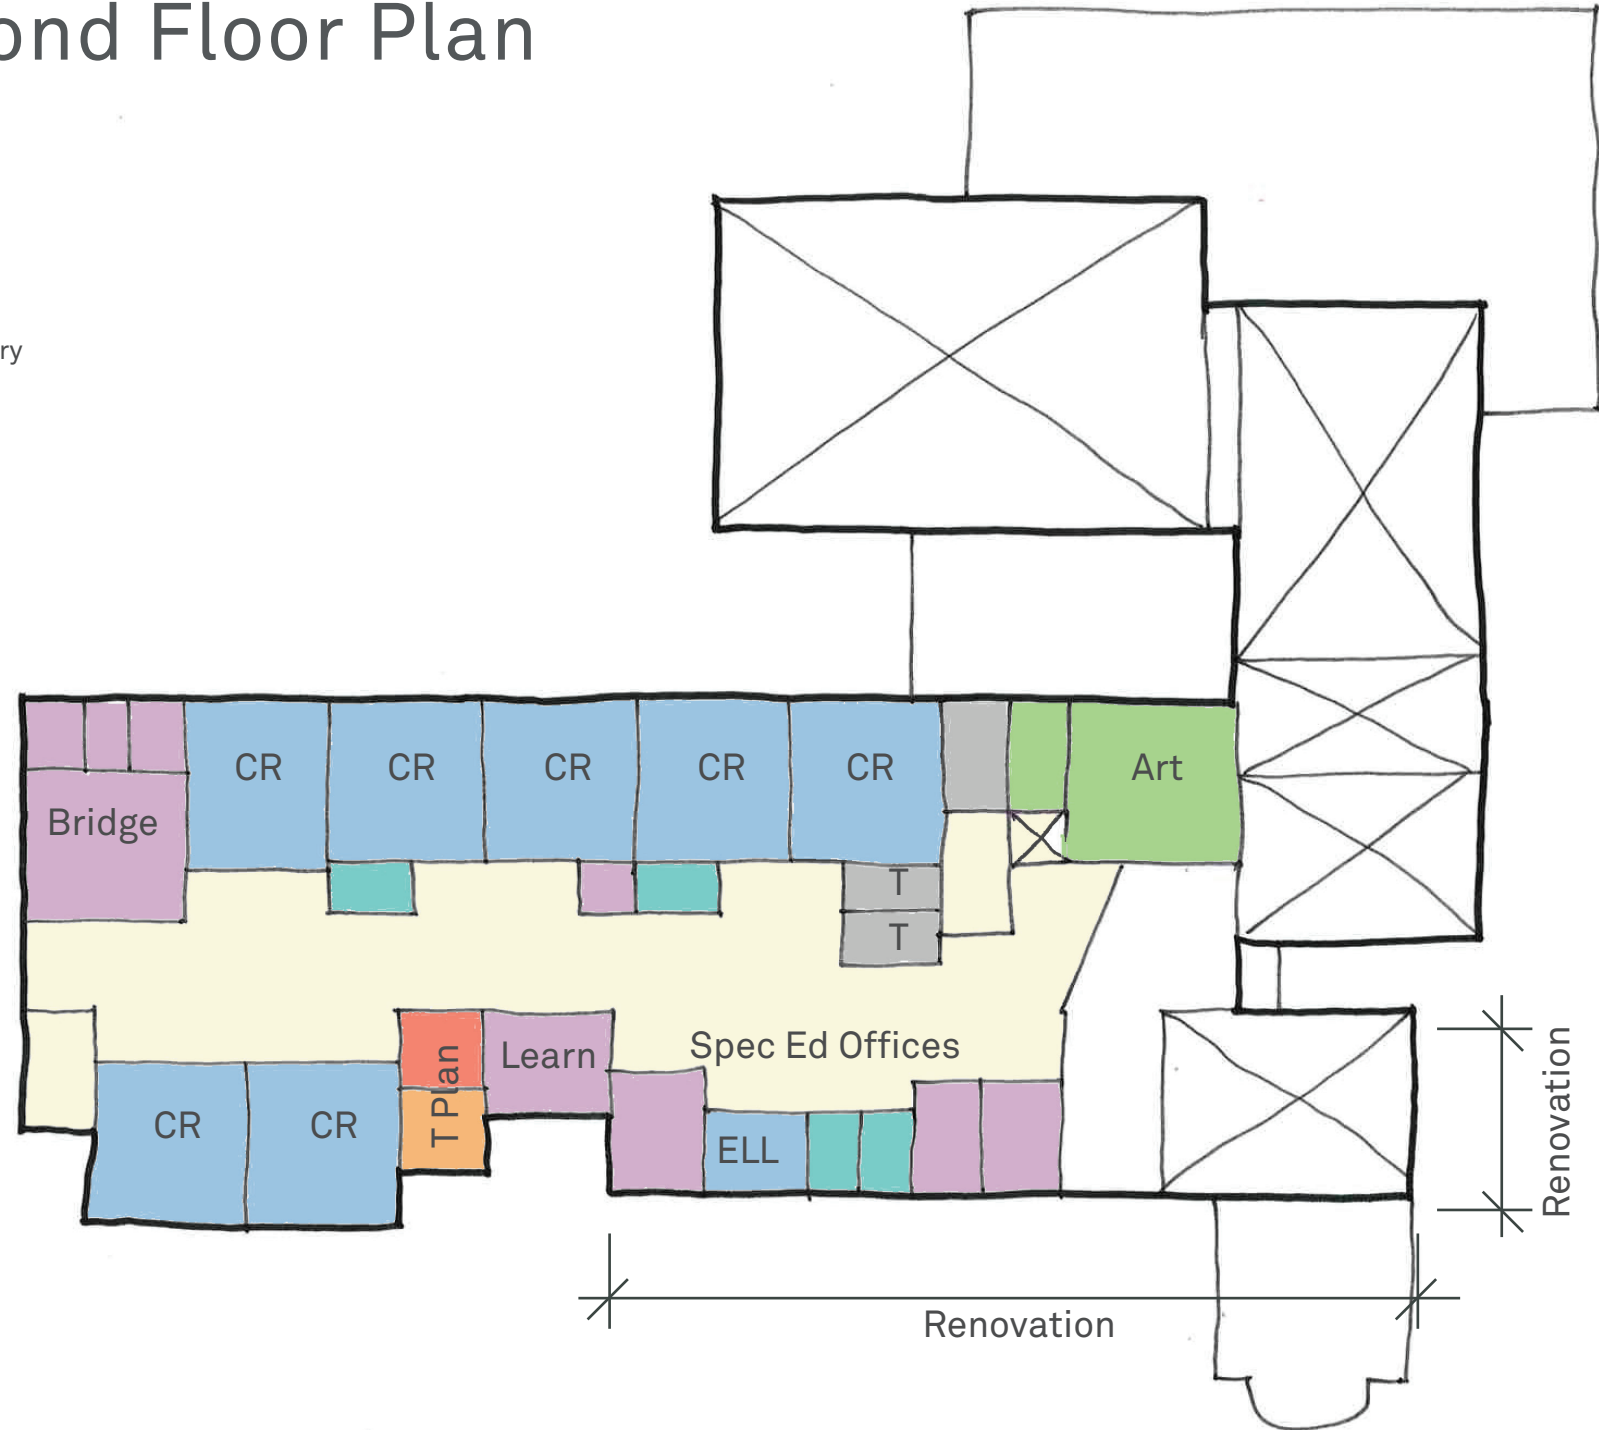 ond Floor Plan
ry
CR CR CR CR CR Art
Bridge
T
T
Spec Ed Offices
Learn
T Plan
CR CR
ELL
Renovation
Renovation